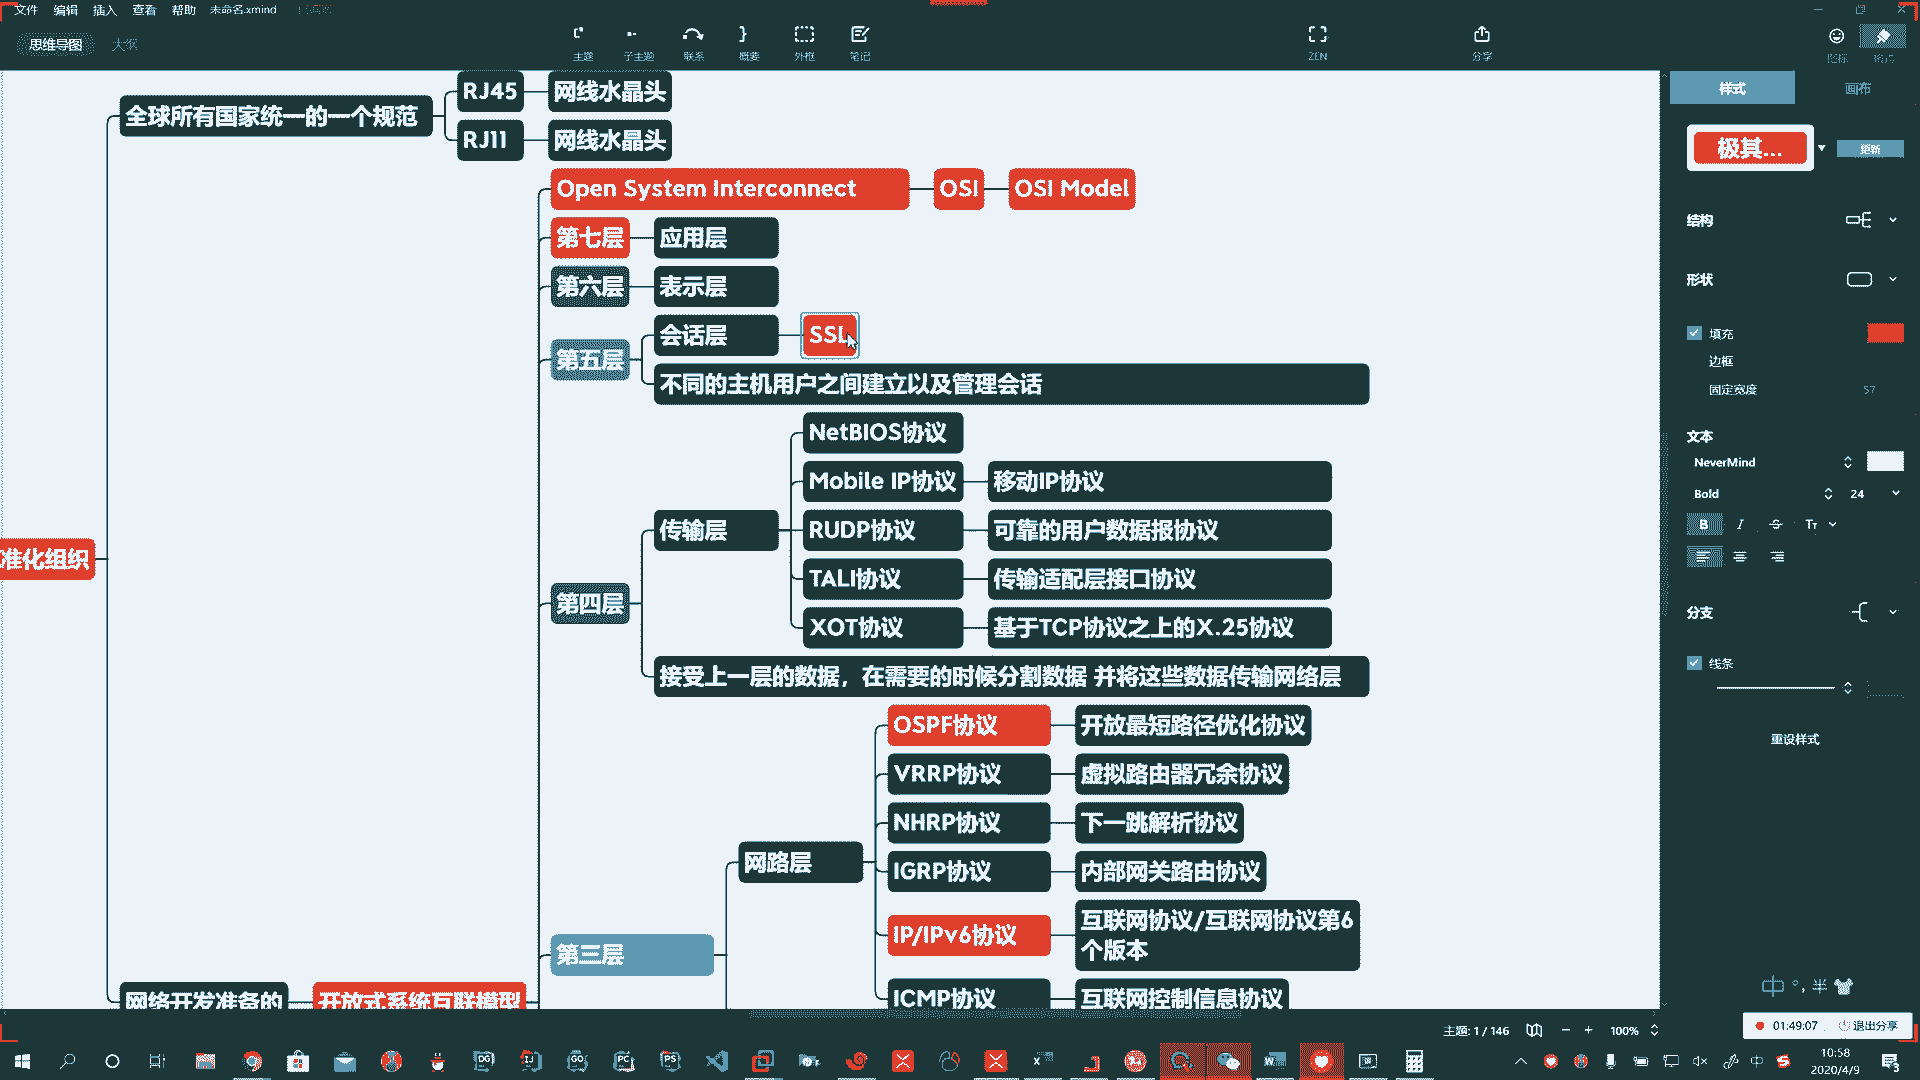 文件 编辑 插入 查看 帮助 未命名.xmind
思维导图 大纲
主题 子主题 联系 概要 外框 笔记 ZEN 分享 图标 格式
样式 画布
全球所有国家统一的一个规范
RJ45 网线水晶头
RJ11 网线水晶头
Open System Interconnect OSI OSI Model
第七层 应用层
第六层 表示层
第五层
会话层 SSL
不同的主机用户之间建立以及管理会话
第四层
传输层
NetBIOS协议
Mobile IP协议 移动IP协议
RUDP协议 可靠的用户数据报协议
TALI协议 传输适配层接口协议
XOT协议 基于TCP协议之上的X.25协议
接受上一层的数据，在需要的时候分割数据 并将这些数据传输网络层
准化组织
第三层
网路层
OSPF协议 开放最短路径优化协议
VRRP协议 虚拟路由器冗余协议
NHRP协议 下一跳解析协议
IGRP协议 内部网关路由协议
IP/IPv6协议 互联网协议/互联网协议第6
个版本
ICMP协议 互联网控制信息协议
网络开发准备的 开放式系统互联模型
极其... 更新
结构
形状
填充
边框
固定宽度 57
文本
NeverMind
Bold 24
B I S TT
分支
线条
重设样式
中 °, 半
主题: 1 / 146 100%
01:49:07 退出分享
DG IJ GO PC PS
中
10:58
2020/4/9
3